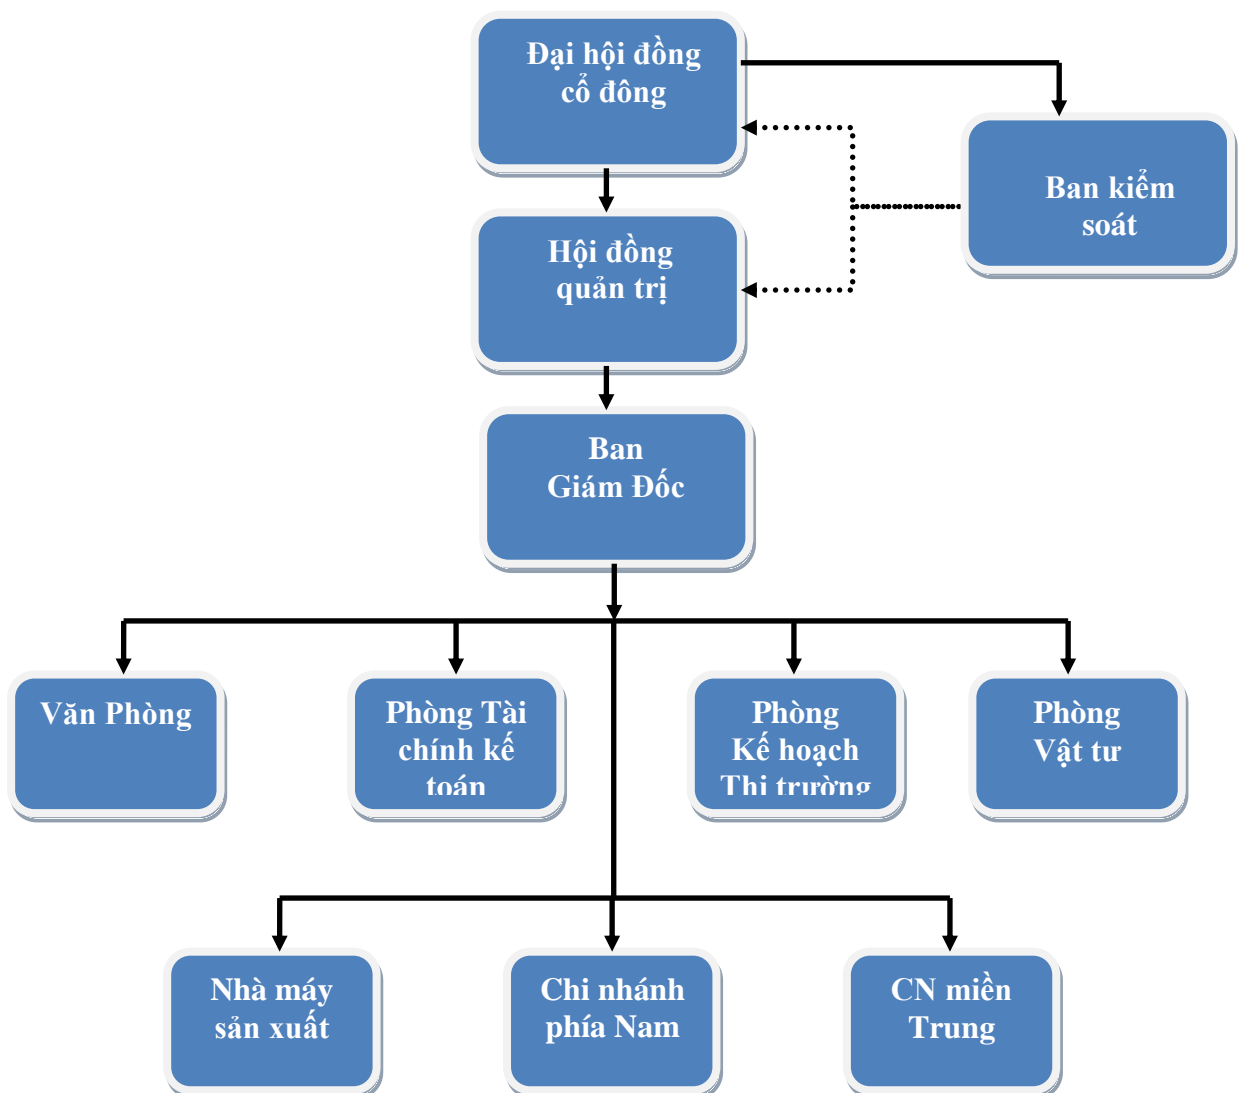 Đại hội đồng
cổ đông
Ban kiểm
soát
Hội đồng
quản trị
Ban
Giám Đốc
Văn Phòng
Phòng Tài
chính kế
toán
Phòng
Kế hoạch
Thị trường
Phòng
Vật tư
Nhà máy
sản xuất
Chi nhánh
phía Nam
CN miền
Trung